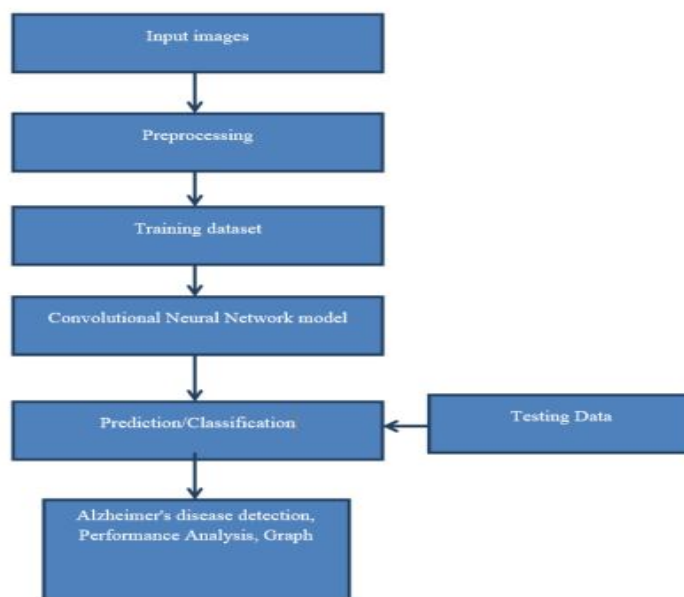 Input images
Preprocessing
Training dataset
Convolutional Neural Network model
Prediction/Classification
Testing Data
Alzheimer's disease detection,
Performance Analysis, Graph